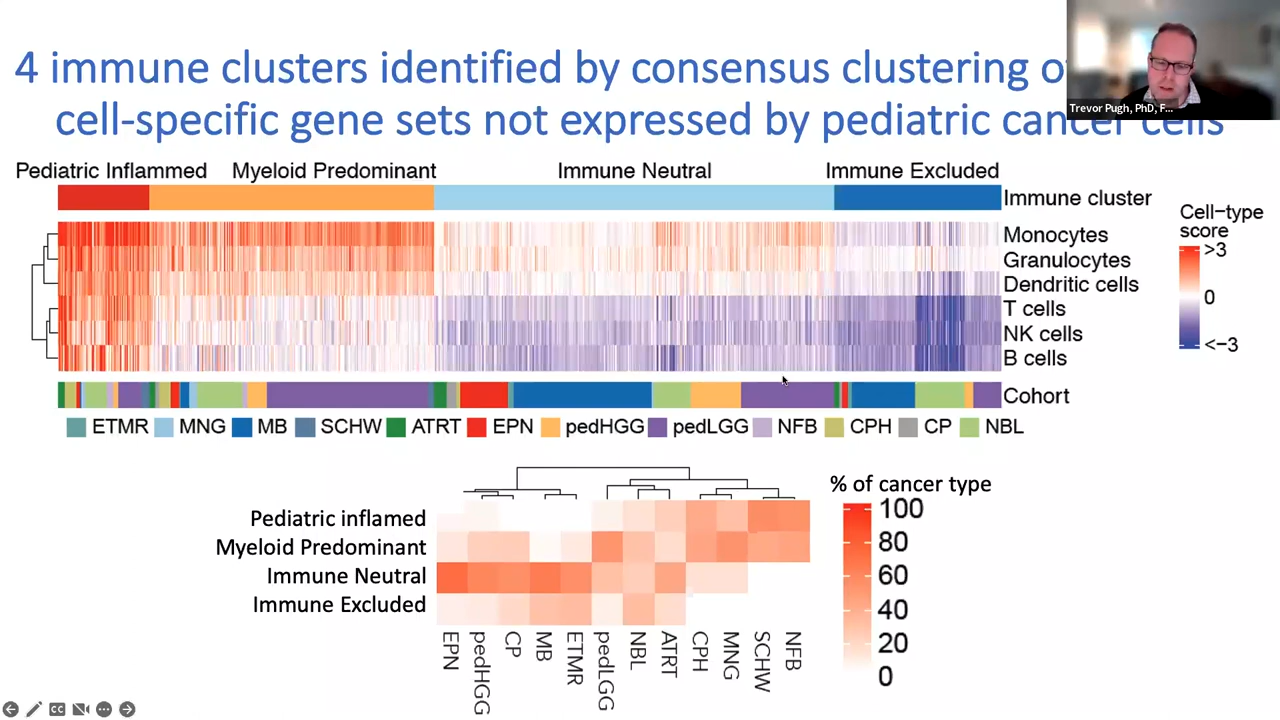 4 immune clusters identified by consensus clustering o
cell-specific gene sets not expressed by pediatric cancer cells
Trevor Pugh, PhD, F...
Pediatric Inflammed Myeloid Predominant Immune Neutral Immune Excluded
Immune cluster
Monocytes
Granulocytes
Dendritic cells
T cells
NK cells
B cells
Cohort
Cell-type
score
>3
0
<-3
ETMR MNG MB SCHW ATRT EPN pedHGG pedLGG NFB CPH CP NBL
Pediatric inflamed
Myeloid Predominant
Immune Neutral
Immune Excluded
EPN
pedHGG
CP
MB
ETMR
pedLGG
NBL
ATRT
CPH
MNG
SCHW
NFB
% of cancer type
100
80
60
40
20
0
CC